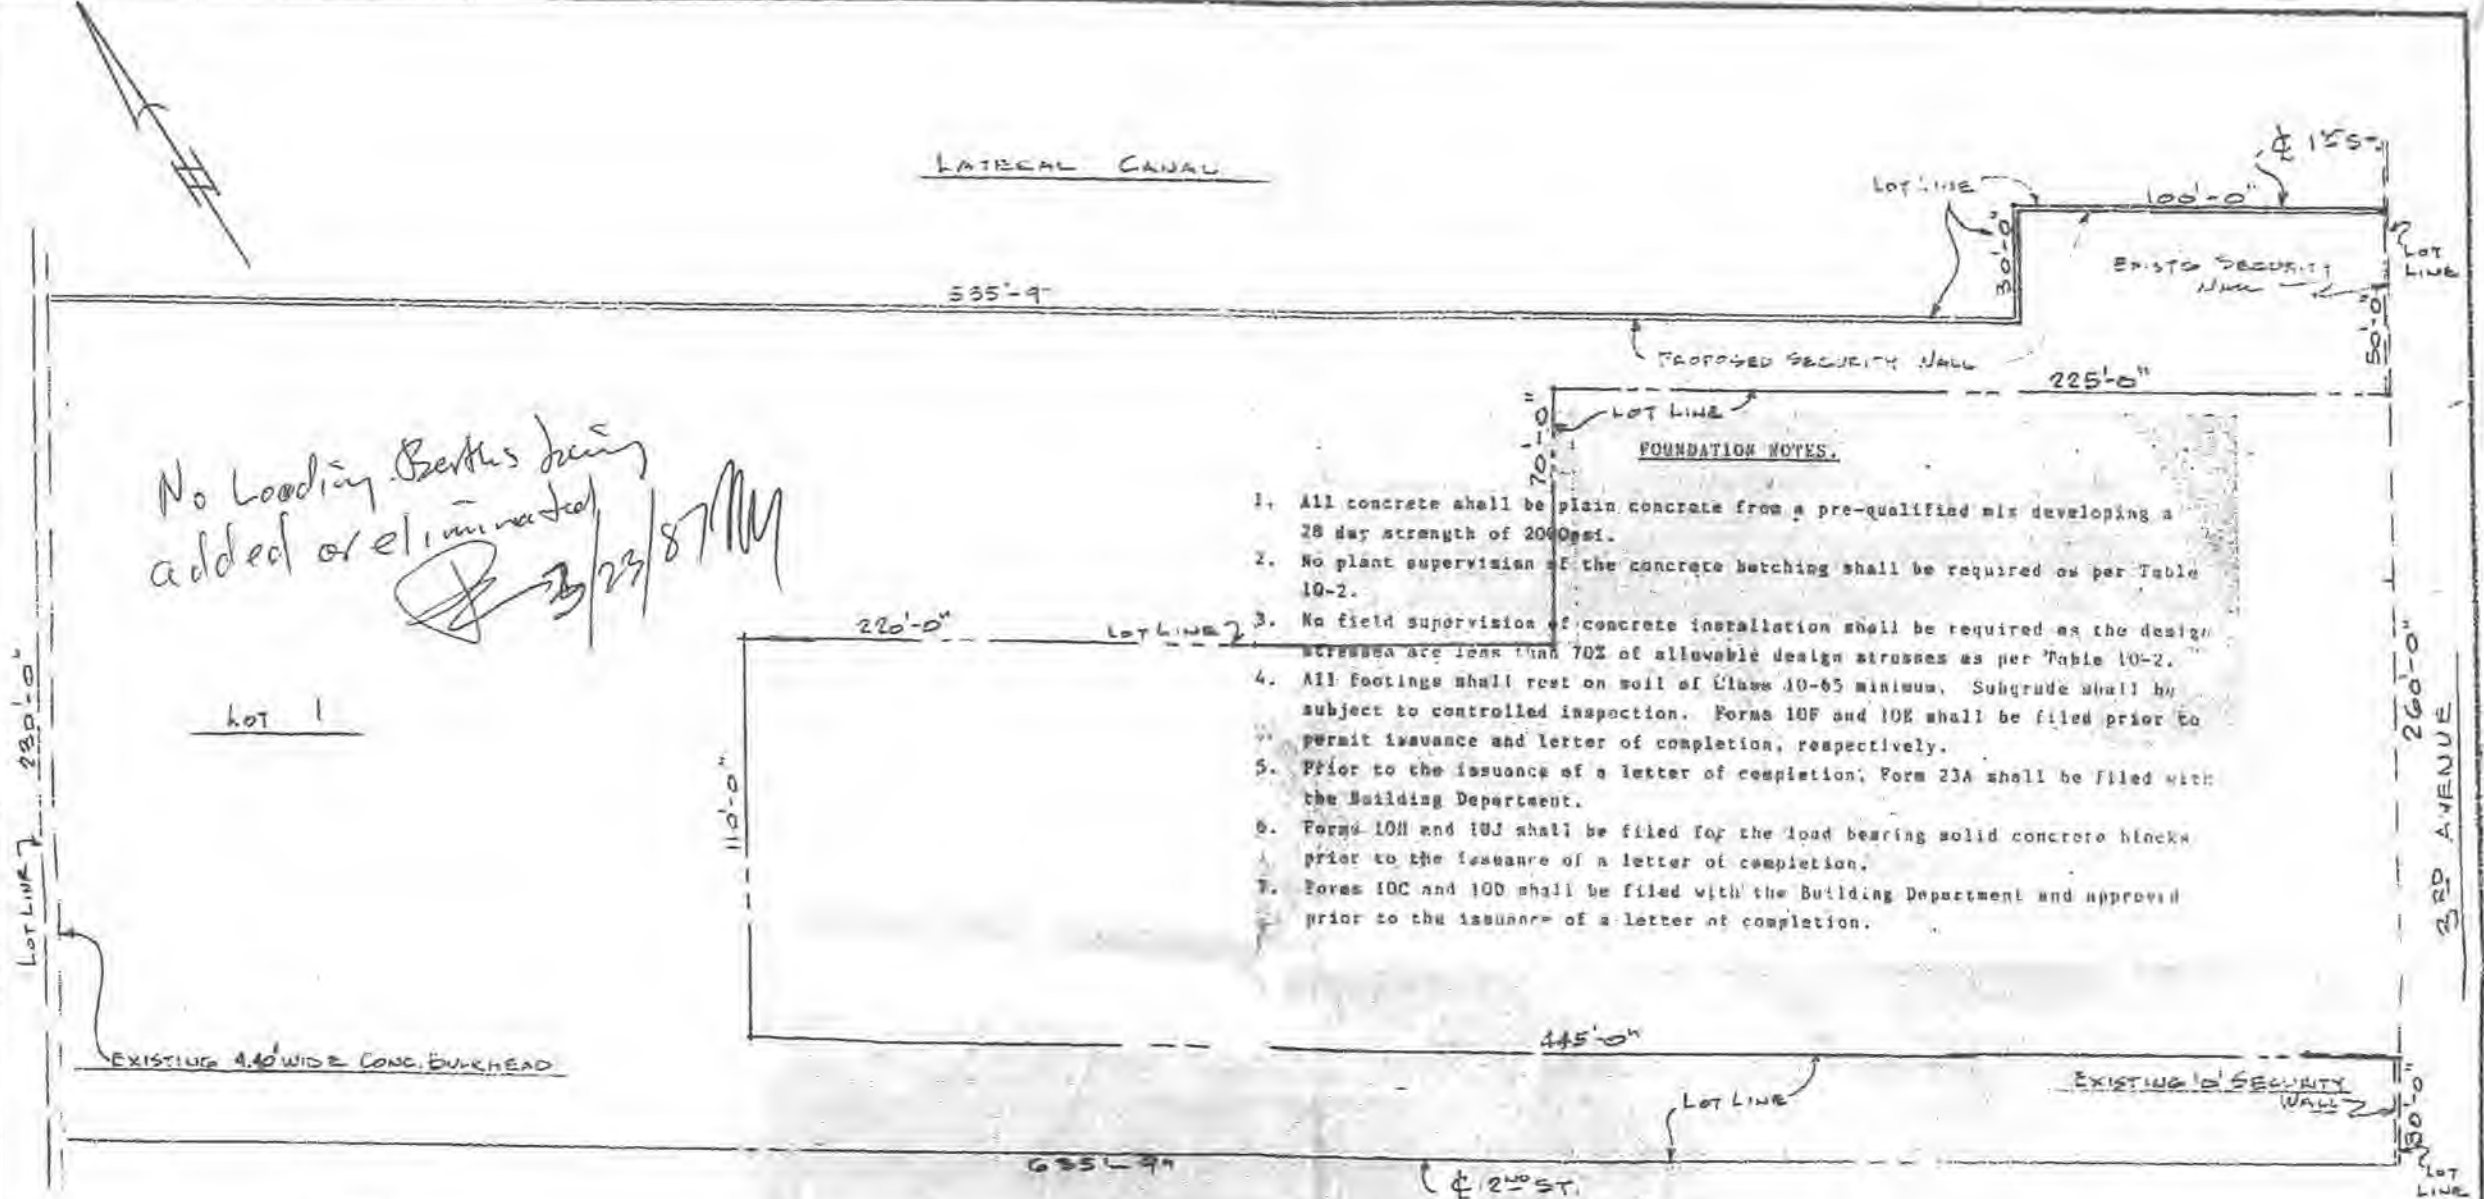 LATERAL CANAL
₵ 1ST ST.
LOT LINE
100'-0"
30'-0"
LOT LINE
EXIST'G SECURITY
WALL
50'-0"
535'-9"
PROPOSED SECURITY WALL
225'-0"
LOT LINE
70'-0"
FOUNDATION NOTES.
1. All concrete shall be plain concrete from a pre-qualified mix developing a
28 day strength of 2000psi.
2. No plant supervision of the concrete batching shall be required as per Table
10-2.
3. No field supervision of concrete installation shall be required as the design
stresses are less than 70% of allowable design stresses as per Table 10-2.
4. All footings shall rest on soil of Class 10-65 minimum. Subgrade shall be
subject to controlled inspection. Forms 10F and 10E shall be filed prior to
permit issuance and letter of completion, respectively.
5. Prior to the issuance of a letter of completion, Form 23A shall be filed with
the Building Department.
6. Forms 10H and 10J shall be filed for the load bearing solid concrete blocks
prior to the issuance of a letter of completion.
7. Forms 10C and 10D shall be filed with the Building Department and approved
prior to the issuance of a letter of completion.
No Loading Berths being
added or eliminated
3/23/87
220'-0"
LOT LINE
LOT 1
110'-0"
LOT LINE
230'-0"
260'-0"
3RD AVENUE
EXISTING 4.40' WIDE CONC. BULKHEAD
445'-0"
LOT LINE
EXISTING SECURITY
WALL
30'-0"
LOT
LINE
635'-9"
₵ 2ND ST.